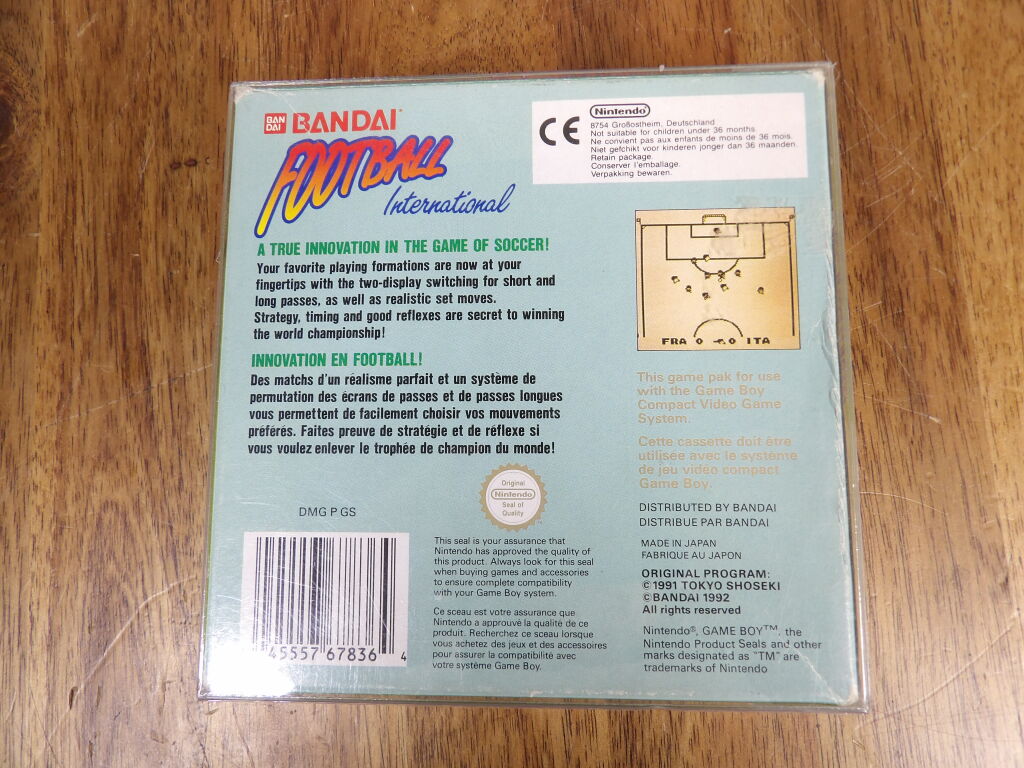 BAN
DAI
BANDAI
FOOTBALL
International
Nintendo
CE
8754 Großostheim, Deutschland
Not suitable for children under 36 months.
Ne convient pas aux enfants de moins de 36 mois.
Niet gefchikt voor kinderen jonger dan 36 maanden.
Retain package.
Conserver l'emballage.
Verpakking bewaren.
A TRUE INNOVATION IN THE GAME OF SOCCER!
Your favorite playing formations are now at your
fingertips with the two-display switching for short and
long passes, as well as realistic set moves.
Strategy, timing and good reflexes are secret to winning
the world championship!
INNOVATION EN FOOTBALL!
Des matchs d'un réalisme parfait et un système de
permutation des écrans de passes et de passes longues
vous permettent de facilement choisir vos mouvements
préférés. Faites preuve de stratégie et de réflexe si
vous voulez enlever le trophée de champion du monde!
FRA 0 0 ITA
This game pak for use
with the Game Boy
Compact Video Game
System.
Cette cassette doit être
utilisée avec le système
de jeu vidéo compact
Game Boy.
DISTRIBUTED BY BANDAI
DISTRIBUE PAR BANDAI
MADE IN JAPAN
FABRIQUE AU JAPON
ORIGINAL PROGRAM:
©1991 TOKYO SHOSEKI
©BANDAI 1992
All rights reserved
Nintendo®, GAME BOY™, the
Nintendo Product Seals and other
marks designated as "TM" are
trademarks of Nintendo
Original
Nintendo
Seal of
Quality
DMG P GS
This seal is your assurance that
Nintendo has approved the quality of
this product. Always look for this seal
when buying games and accessories
to ensure complete compatibility
with your Game Boy system.
Ce sceau est votre assurance que
Nintendo a approuvé la qualité de ce
produit. Recherchez ce sceau lorsque
vous achetez des jeux et des accessoires
pour assurer la compatibilité avec
votre système Game Boy.
45557 67836 4